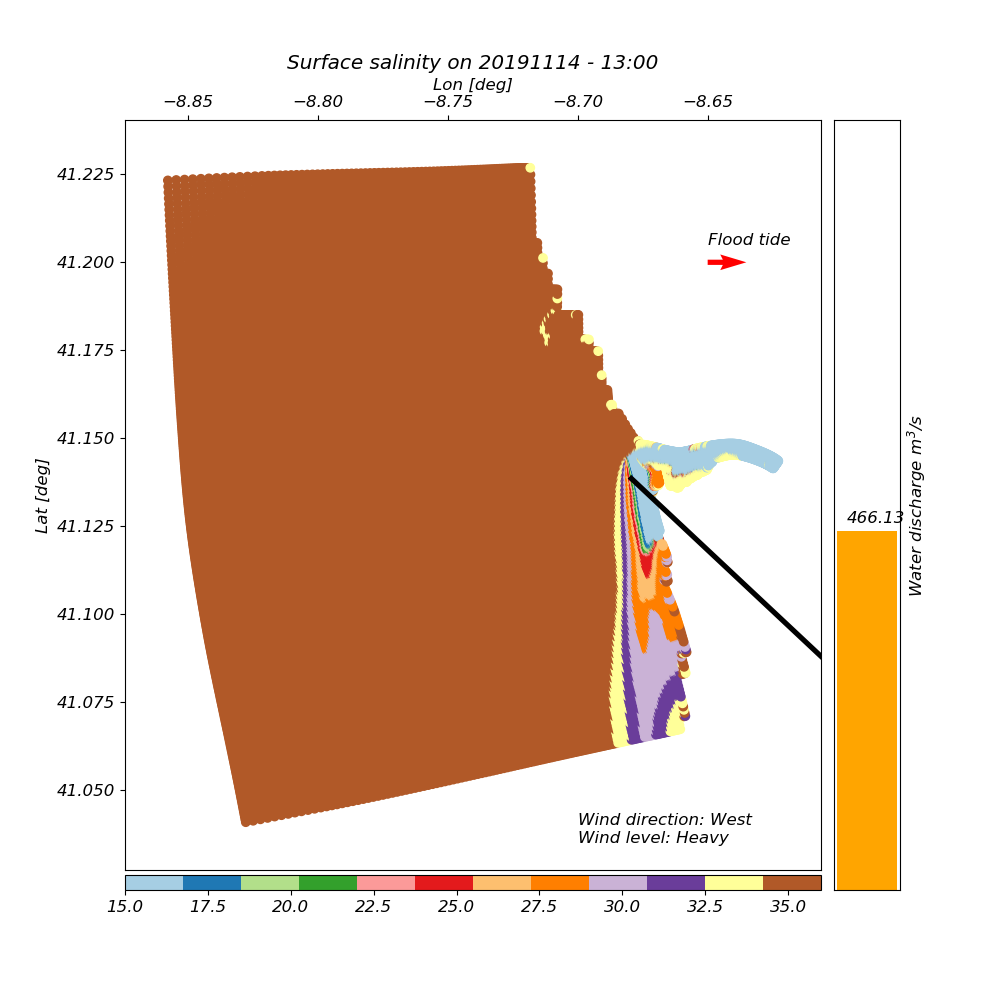 Surface salinity on 20191114 - 13:00
Lon [deg]
−8.85 −8.80 −8.75 −8.70 −8.65
41.225
Flood tide
41.200
41.175
41.150
41.125
41.100
41.075
41.050
Lat [deg]
466.13
Water discharge m³/s
Wind direction: West
Wind level: Heavy
15.0 17.5 20.0 22.5 25.0 27.5 30.0 32.5 35.0